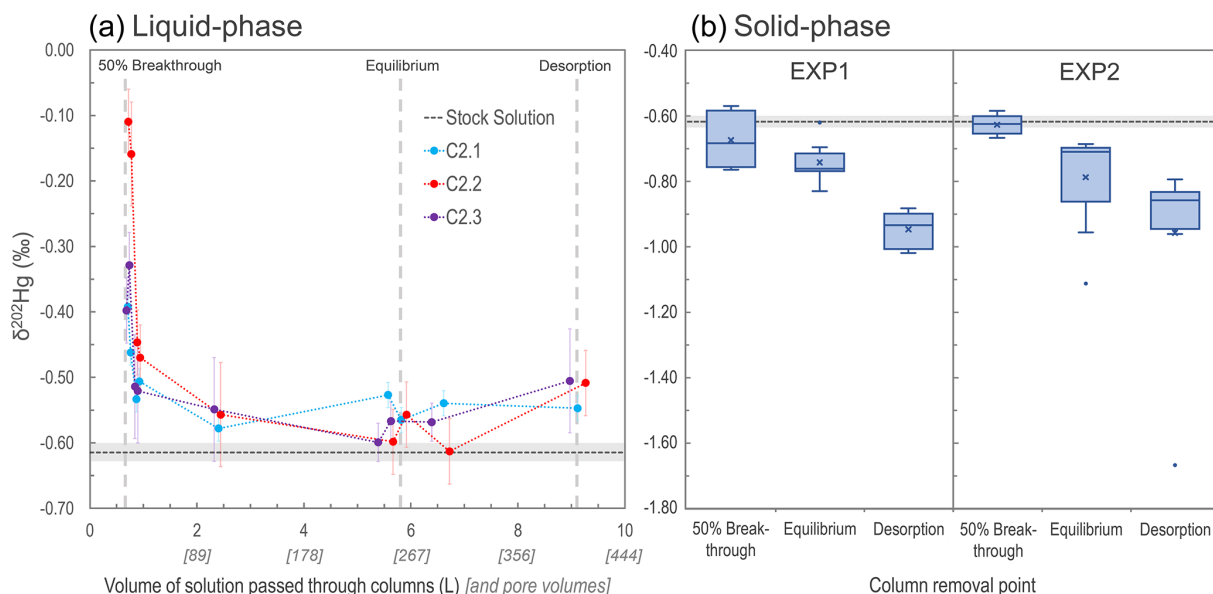 (a) Liquid-phase
0.00
-0.10
-0.20
-0.30
-0.40
-0.50
-0.60
-0.70
δ²⁰²Hg (‰)
50% Breakthrough
Equilibrium
Desorption
Stock Solution
C2.1
C2.2
C2.3
0 2 4 6 8 10
[89] [178] [267] [356] [444]
Volume of solution passed through columns (L) [and pore volumes]
(b) Solid-phase
-0.40
-0.60
-0.80
-1.00
-1.20
-1.40
-1.60
-1.80
EXP1
EXP2
50% Break-
through
Equilibrium
Desorption
50% Break-
through
Equilibrium
Desorption
Column removal point